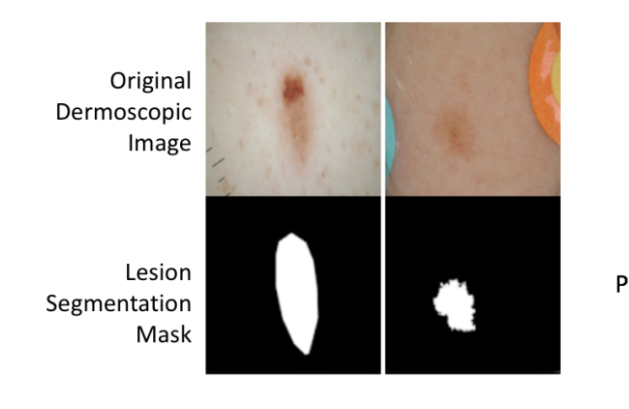 Original
Dermoscopic
Image
Lesion
Segmentation
Mask
P